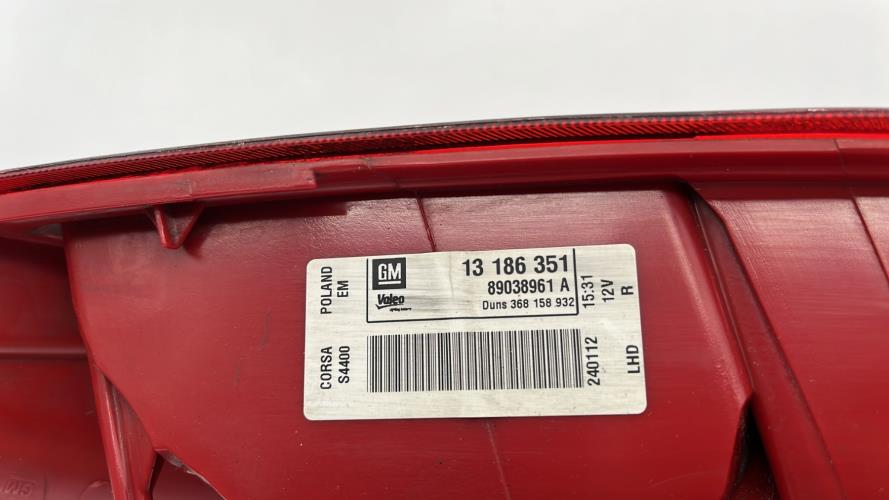 POLAND
EM
GM
Valeo
13 186 351
89038961 A
Duns 368 158 932
15:31
12V
R
CORSA
S4400
240112
LHD